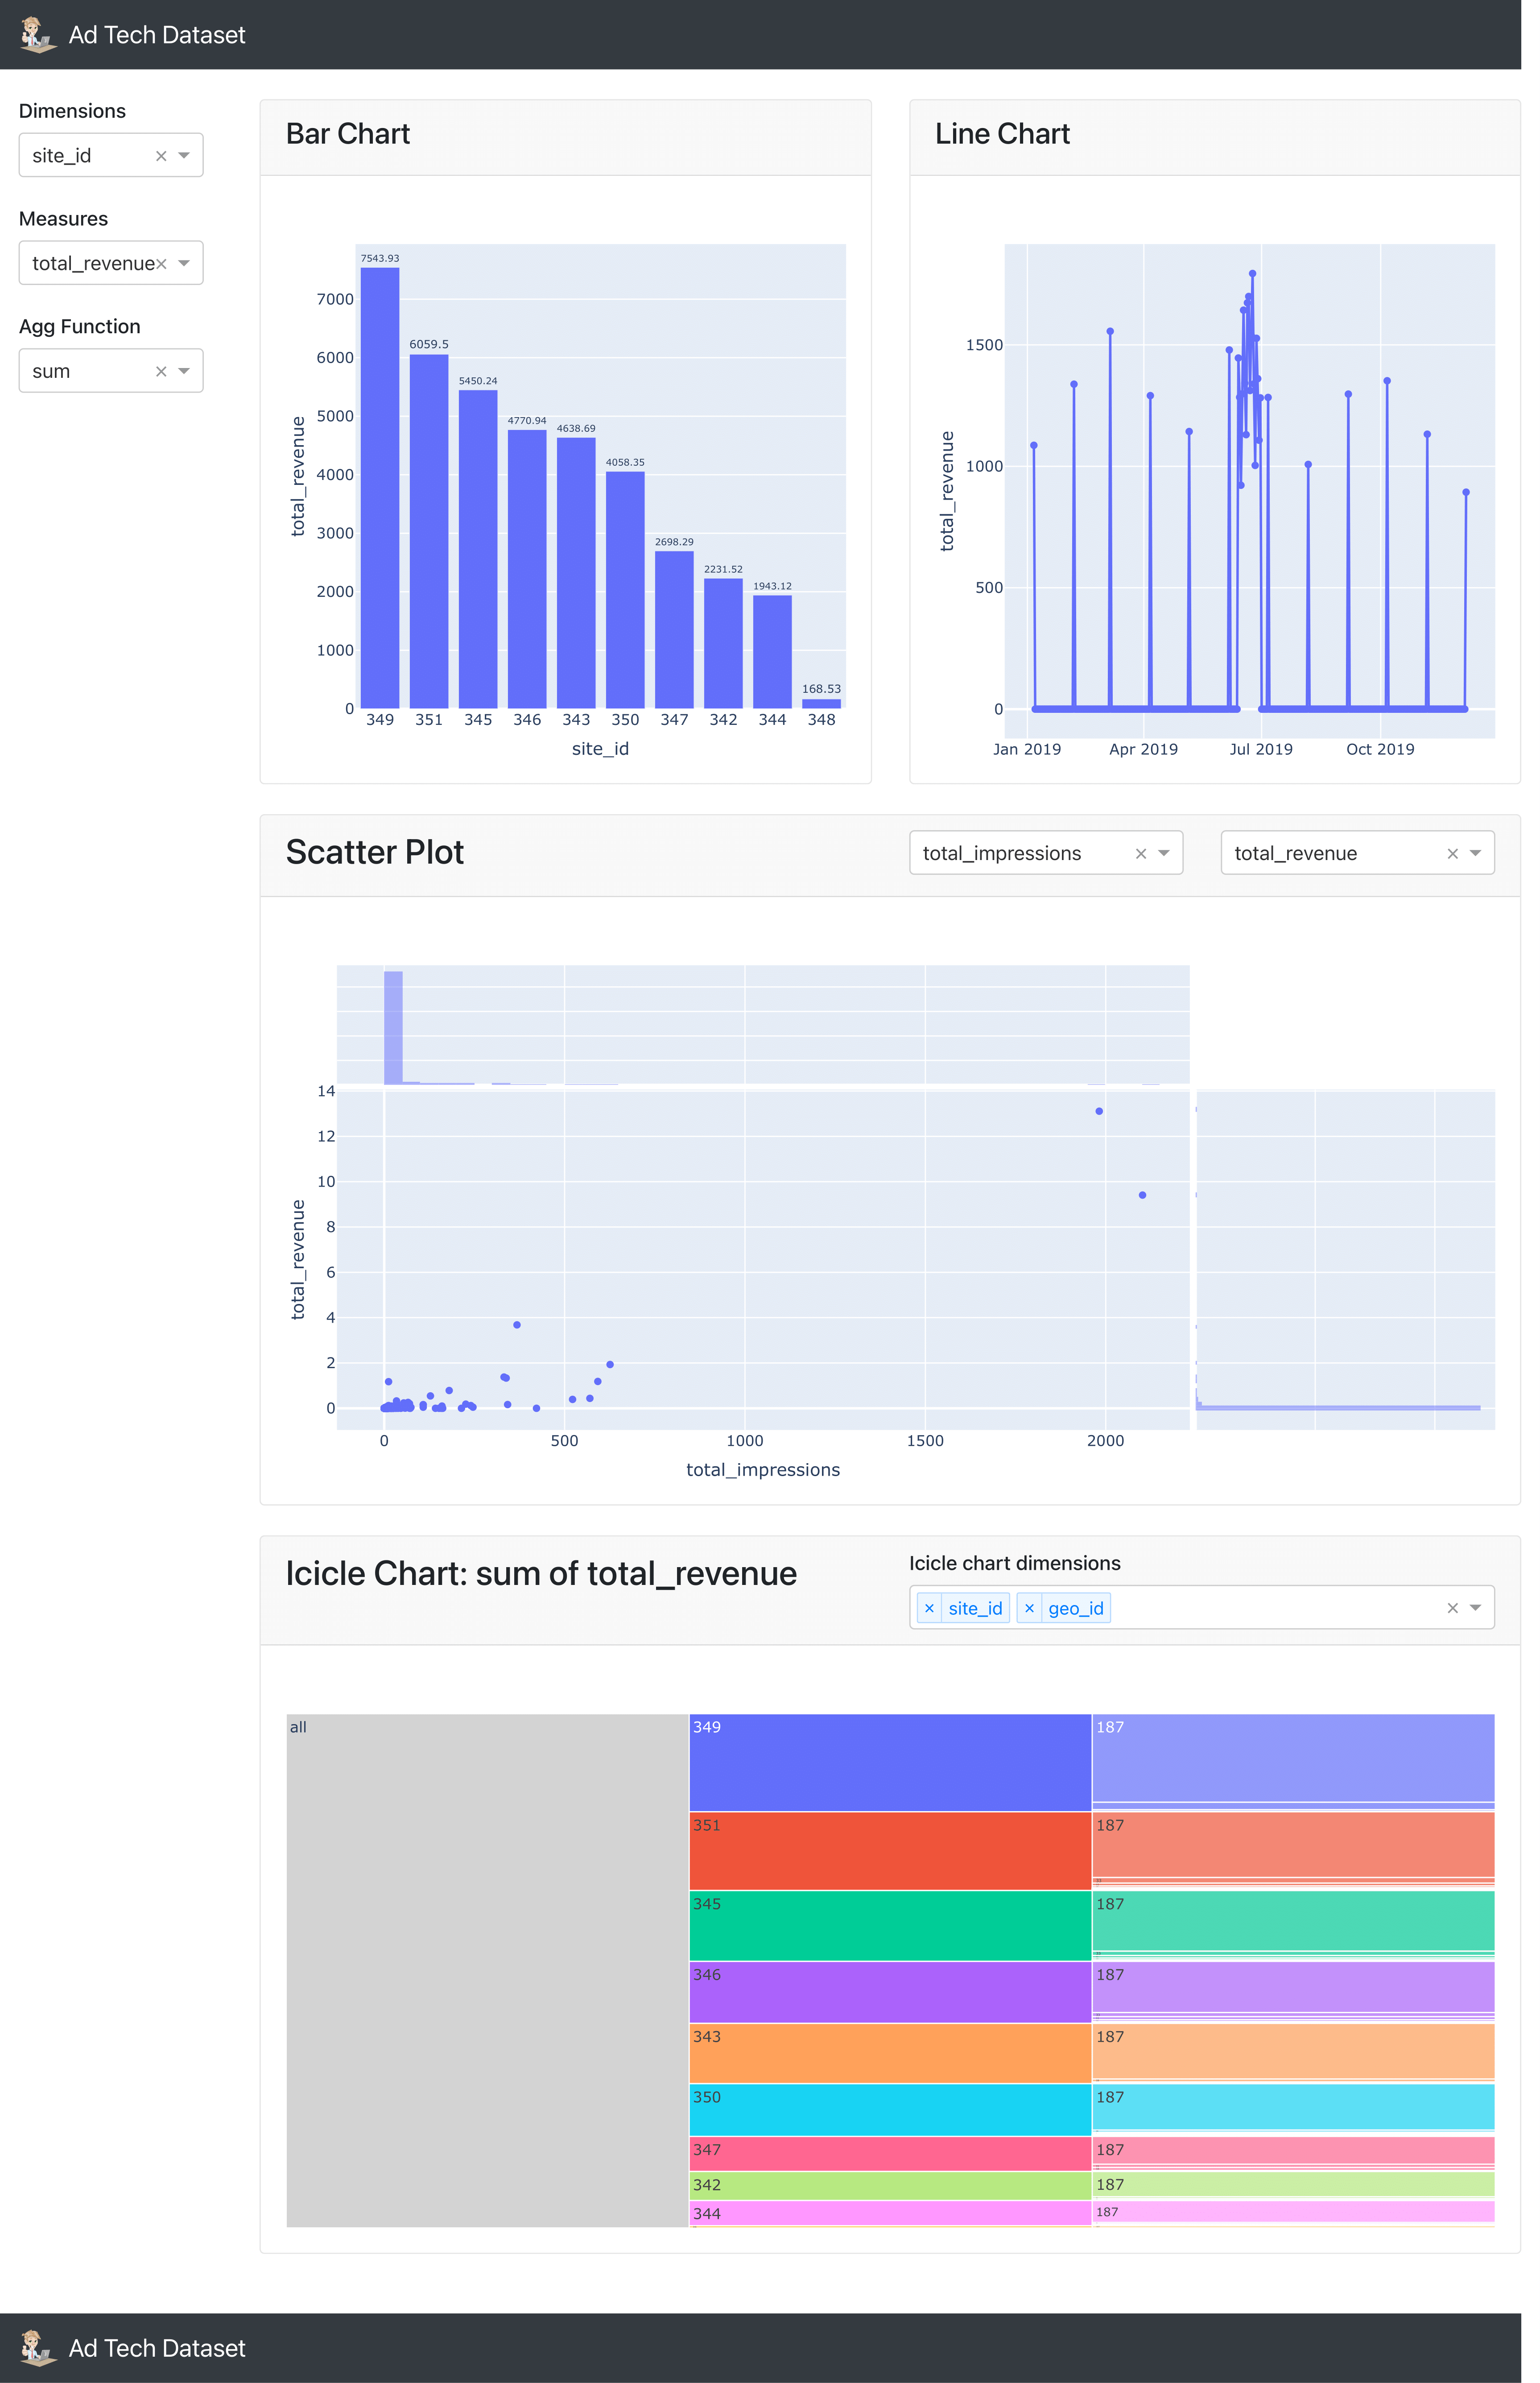 Ad Tech Dataset
Dimensions
site_id
Measures
total_revenue
Agg Function
sum
Bar Chart
7543.93
6059.5
5450.24
4770.94
4638.69
4058.35
2698.29
2231.52
1943.12
168.53
7000
6000
5000
4000
3000
2000
1000
0
total_revenue
349 351 345 346 343 350 347 342 344 348
site_id
Line Chart
1500
1000
500
0
total_revenue
Jan 2019 Apr 2019 Jul 2019 Oct 2019
Scatter Plot
total_impressions
total_revenue
14
12
10
8
6
4
2
0
total_revenue
0 500 1000 1500 2000
total_impressions
Icicle Chart: sum of total_revenue
Icicle chart dimensions
× site_id × geo_id
all
349 187
351 187
345 187
346 187
343 187
350 187
347 187
342 187
344 187
Ad Tech Dataset